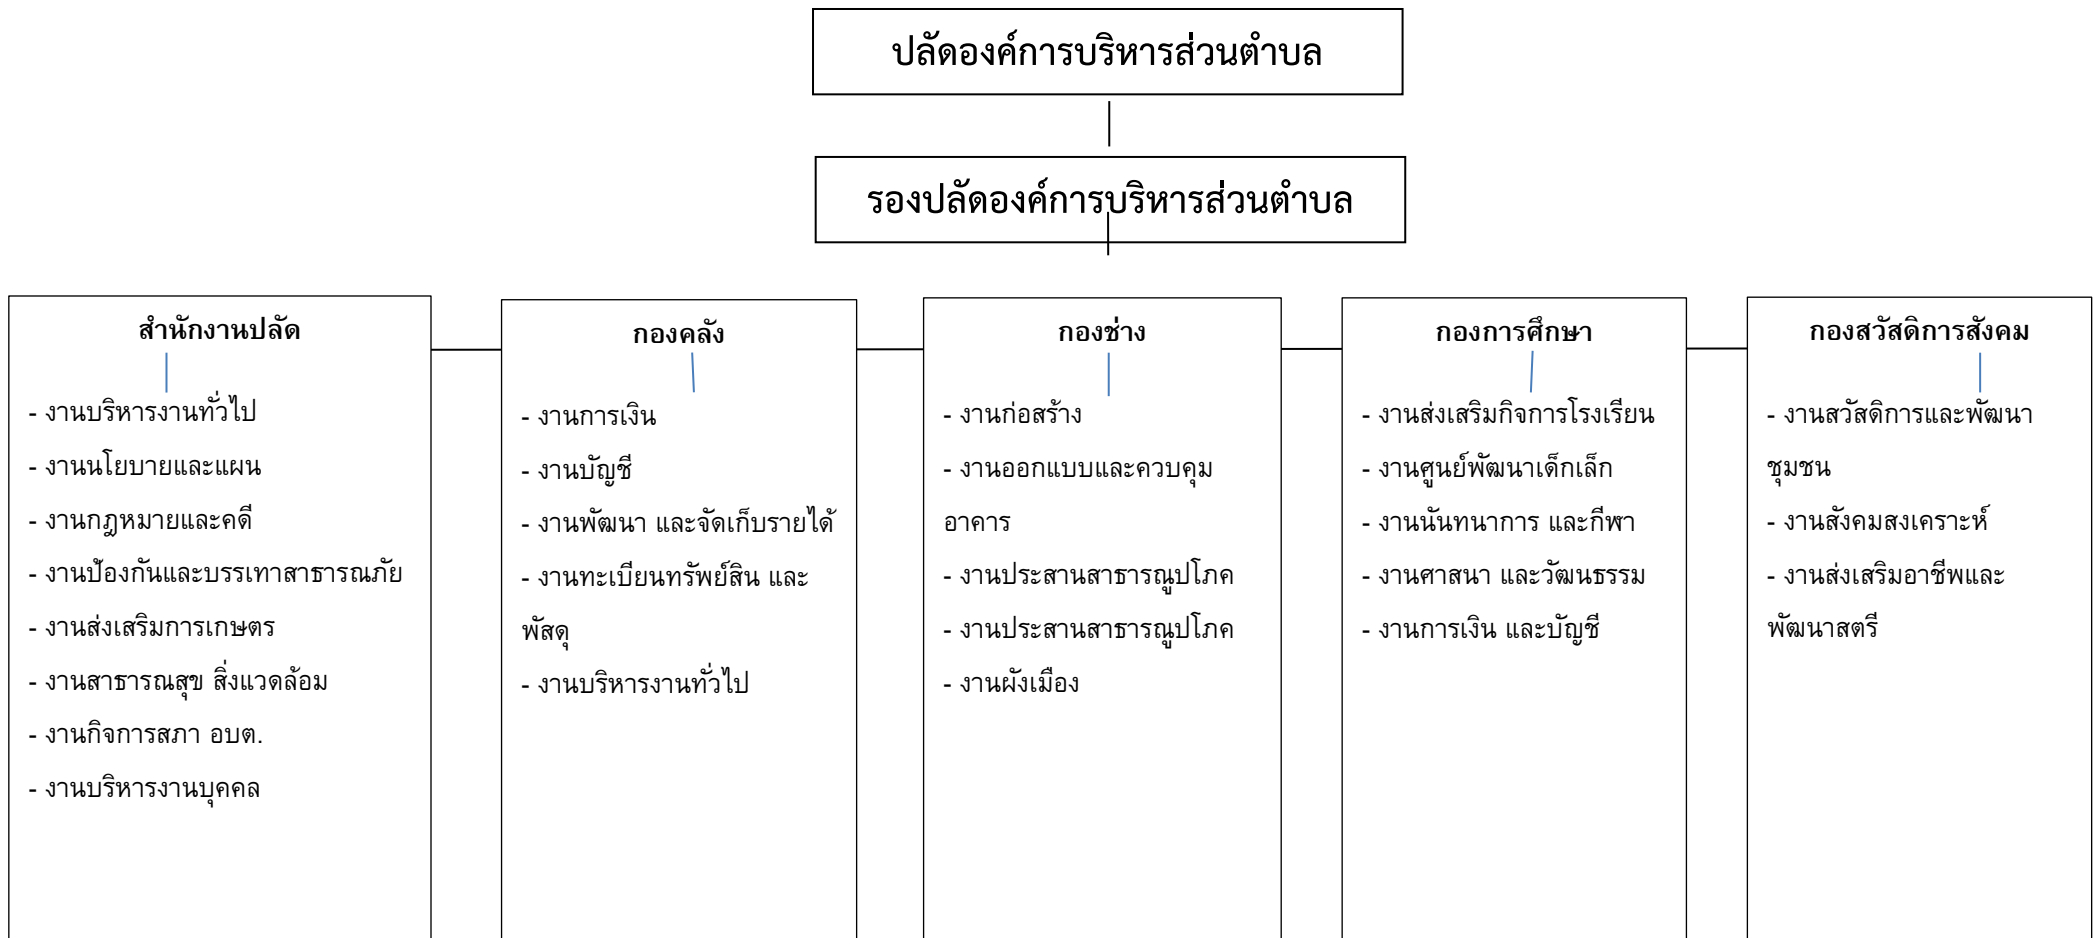 ปลัดองค์การบริหารส่วนตำบล
รองปลัดองค์การบริหารส่วนตำบล
สำนักงานปลัด
- งานบริหารงานทั่วไป
- งานนโยบายและแผน
- งานกฎหมายและคดี
- งานป้องกันและบรรเทาสาธารณภัย
- งานส่งเสริมการเกษตร
- งานสาธารณสุข สิ่งแวดล้อม
- งานกิจการสภา อบต.
- งานบริหารงานบุคคล
กองคลัง
- งานการเงิน
- งานบัญชี
- งานพัฒนา และจัดเก็บรายได้
- งานทะเบียนทรัพย์สิน และ
พัสดุ
- งานบริหารงานทั่วไป
กองช่าง
- งานก่อสร้าง
- งานออกแบบและควบคุม
อาคาร
- งานประสานสาธารณูปโภค
- งานประสานสาธารณูปโภค
- งานผังเมือง
กองการศึกษา
- งานส่งเสริมกิจการโรงเรียน
- งานศูนย์พัฒนาเด็กเล็ก
- งานนันทนาการ และกีฬา
- งานศาสนา และวัฒนธรรม
- งานการเงิน และบัญชี
กองสวัสดิการสังคม
- งานสวัสดิการและพัฒนา
ชุมชน
- งานสังคมสงเคราะห์
- งานส่งเสริมอาชีพและ
พัฒนาสตรี